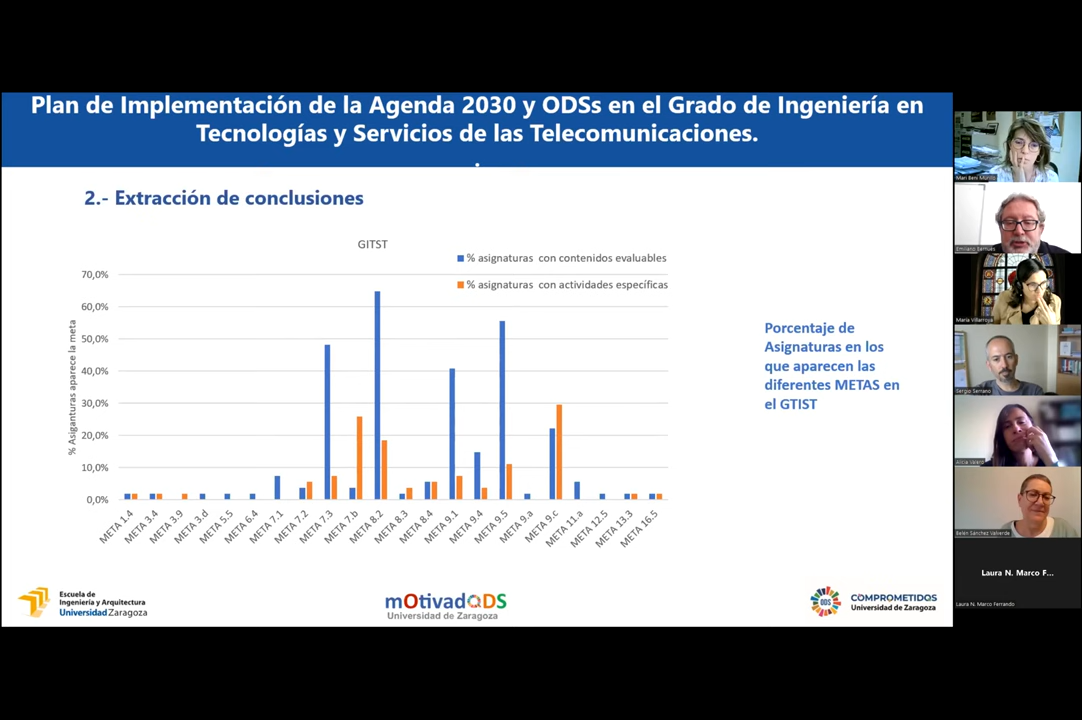 Plan de Implementación de la Agenda 2030 y ODSs en el Grado de Ingeniería en
Tecnologías y Servicios de las Telecomunicaciones.
.
2.- Extracción de conclusiones
GITST
% asignaturas con contenidos evaluables
% asignaturas con actividades específicas
% Asiganturas aparece la meta
70,0%
60,0%
50,0%
40,0%
30,0%
20,0%
10,0%
0,0%
META 1.4
META 3.4
META 3.9
META 3.d
META 5.5
META 6.4
META 7.1
META 7.2
META 7.3
META 7.b
META 8.2
META 8.3
META 8.4
META 9.1
META 9.4
META 9.5
META 9.a
META 9.c
META 11.a
META 12.5
META 13.3
META 16.5
Porcentaje de
Asignaturas en los
que aparecen las
diferentes METAS en
el GTIST
Escuela de
Ingeniería y Arquitectura
Universidad Zaragoza
mOtivadODS
Universidad de Zaragoza
ODS
COMPROMETIDOS
Universidad de Zaragoza
Mari Beni Murillo
Emiliano Bernués
María Villarroya
Sergio Serrano
Alicia Valero
Belén Sánchez Valverde
Laura N. Marco F...
Laura N. Marco Ferrando